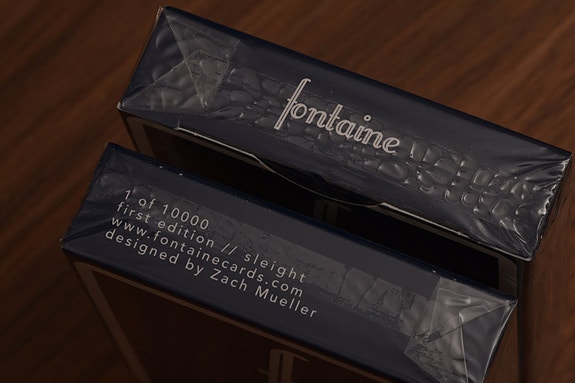 fontaine
1 of 10000
first edition // sleight
www.fontainecards.com
designed by Zach Mueller